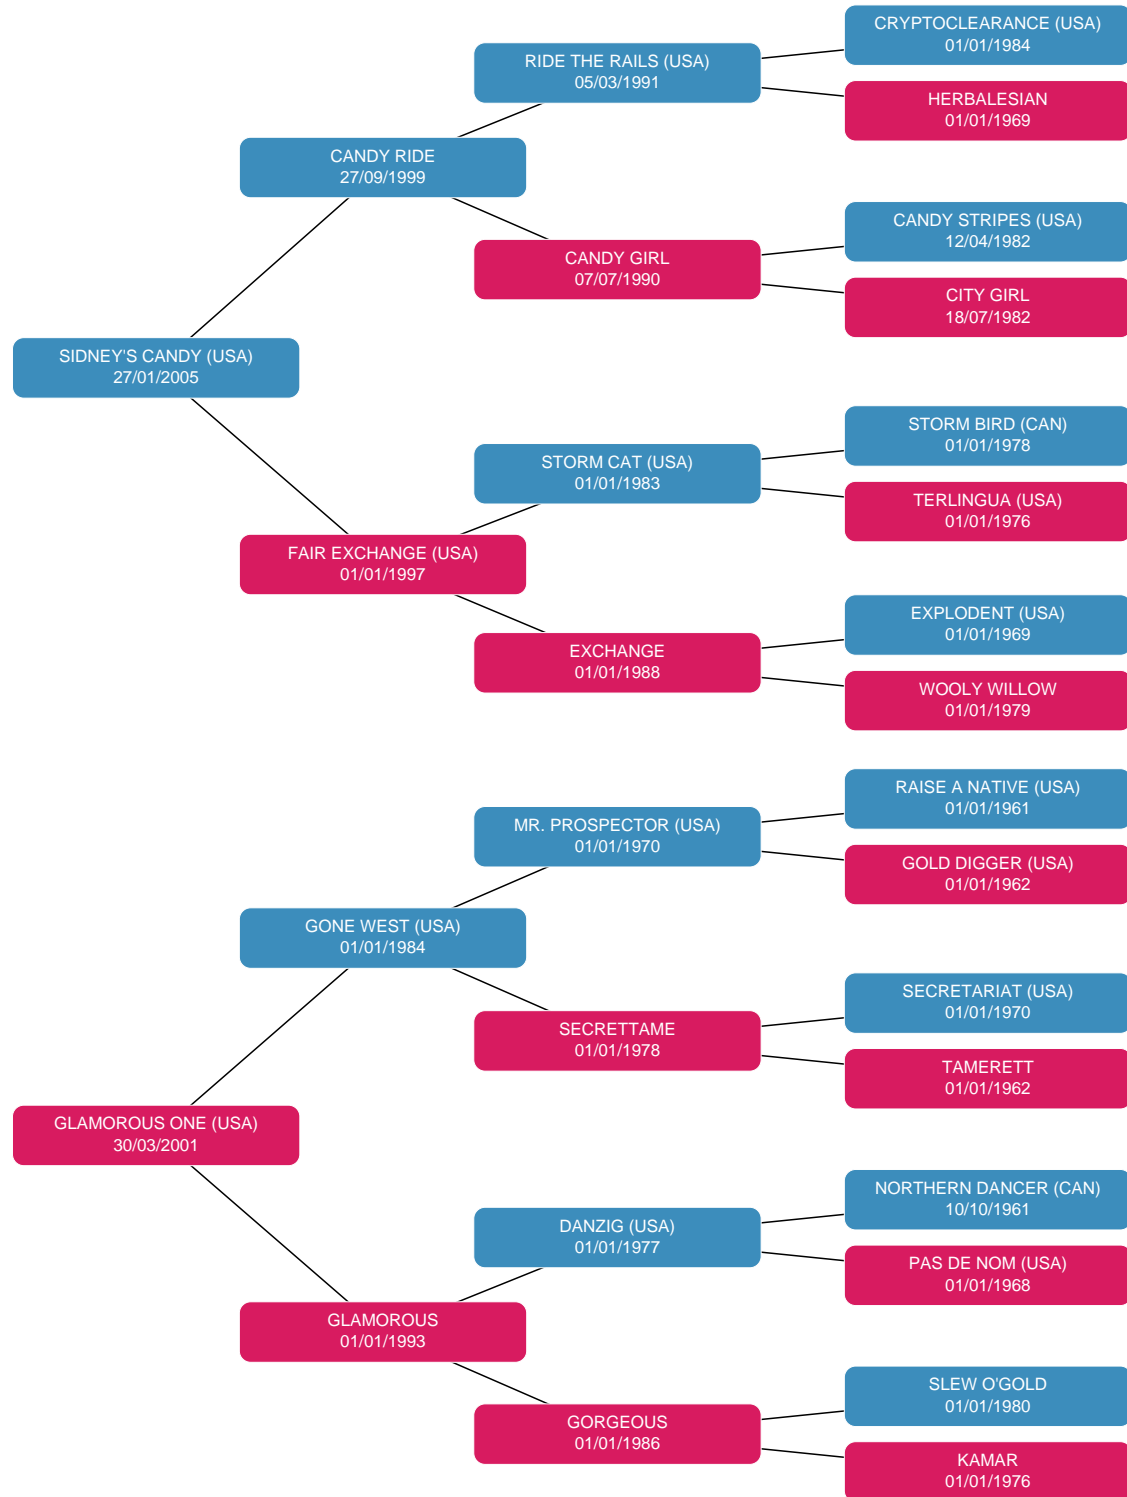 CRYPTOCLEARANCE (USA)
01/01/1984
RIDE THE RAILS (USA)
05/03/1991
HERBALESIAN
01/01/1969
CANDY RIDE
27/09/1999
CANDY STRIPES (USA)
12/04/1982
CANDY GIRL
07/07/1990
CITY GIRL
18/07/1982
SIDNEY'S CANDY (USA)
27/01/2005
STORM BIRD (CAN)
01/01/1978
STORM CAT (USA)
01/01/1983
TERLINGUA (USA)
01/01/1976
FAIR EXCHANGE (USA)
01/01/1997
EXPLODENT (USA)
01/01/1969
EXCHANGE
01/01/1988
WOOLY WILLOW
01/01/1979
RAISE A NATIVE (USA)
01/01/1961
MR. PROSPECTOR (USA)
01/01/1970
GOLD DIGGER (USA)
01/01/1962
GONE WEST (USA)
01/01/1984
SECRETARIAT (USA)
01/01/1970
SECRETTAME
01/01/1978
TAMERETT
01/01/1962
GLAMOROUS ONE (USA)
30/03/2001
NORTHERN DANCER (CAN)
10/10/1961
DANZIG (USA)
01/01/1977
PAS DE NOM (USA)
01/01/1968
GLAMOROUS
01/01/1993
SLEW O'GOLD
01/01/1980
GORGEOUS
01/01/1986
KAMAR
01/01/1976